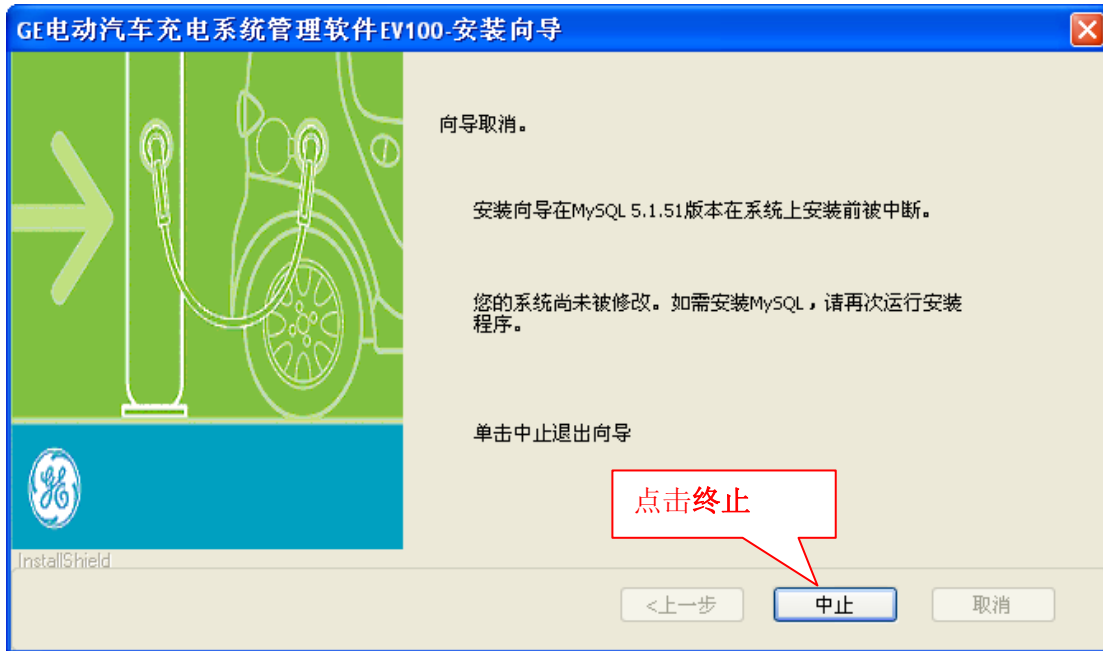 GE电动汽车充电系统管理软件EV100-安装向导
向导取消。
安装向导在MySQL 5.1.51版本在系统上安装前被中断。
您的系统尚未被修改。如需安装MySQL，请再次运行安装
程序。
单击中止退出向导
点击终止
GE
InstallShield
<上一步
中止
取消